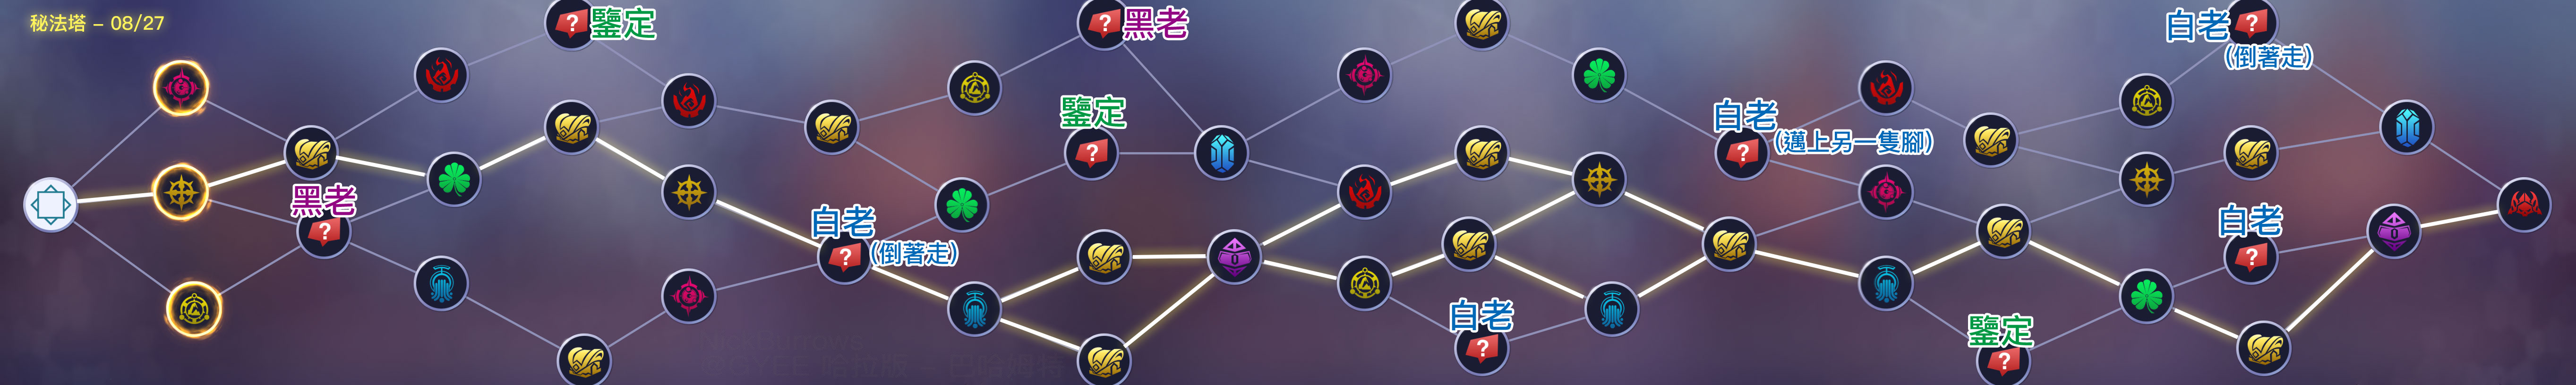 秘法塔 – 08/27
鑒定
黑老
白老
(倒著走)
黑老
鑒定
白老
白老
(邁上另一隻腳)
鑒定
白老
(倒著走)
白老